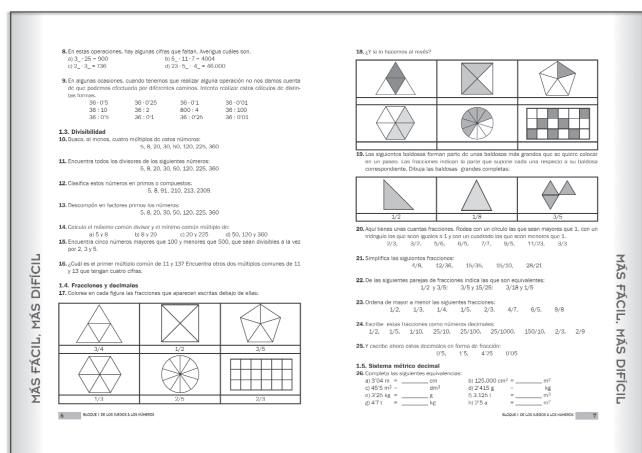 8. En estas operaciones, hay algunas cifras que faltan. Averigua cuáles son.
a) 3_ · 25 = 900 b) 5_ · 11 · 7 = 4004
c) 2_ · 3_ = 736 d) 23 · 5_ · 4_ = 46.000
9. En algunas ocasiones, cuando tenemos que realizar alguna operación no nos damos cuenta
de que podemos efectuarla por diferentes caminos. Intenta realizar estos cálculos de distin-
tas formas.
36 · 0'5 36 · 0'25 36 · 0'1 36 · 0'01
36 : 10 36 : 2 800 : 4 36 : 100
36 : 0'5 36 : 0'1 36 : 0'25 36 : 0'01
1.3. Divisibilidad
10. Busca, al menos, cuatro múltiplos de estos números:
5, 8, 20, 30, 50, 120, 225, 360
11. Encuentra todos los divisores de los siguientes números:
5, 8, 20, 30, 50, 120, 225, 360
12. Clasifica estos números en primos o compuestos:
5, 8, 91, 210, 213, 2309.
13. Descompón en factores primos los números:
5, 8, 20, 30, 50, 120, 225, 360
14. Calcula el máximo común divisor y el mínimo común múltiplo de:
a) 5 y 8 b) 8 y 20 c) 20 y 225 d) 50, 120 y 360
15. Encuentra cinco números mayores que 100 y menores que 500, que sean divisibles a la vez
por 2, 3 y 5.
16. ¿Cuál es el primer múltiplo común de 11 y 13? Encuentra otros dos múltiplos comunes de 11
y 13 que tengan cuatro cifras.
1.4. Fracciones y decimales
17. Colorea en cada figura las fracciones que aparecen escritas debajo de ellas.
3/4 1/2 3/5
1/3 2/5 2/3
MÁS FÁCIL, MÁS DIFÍCIL
6 BLOQUE I: DE LOS JUEGOS A LOS NÚMEROS
18. ¿Y si lo hacemos al revés?
19. Las siguientes baldosas forman parte de unas baldosas más grandes que se quiere colocar
en un paseo. Las fracciones indican la parte que supone cada una respecto a su baldosa
correspondiente. Dibuja las baldosas grandes completas.
1/2 1/8 3/5
20. Aquí tienes unas cuantas fracciones. Rodea con un círculo las que sean mayores que 1, con un
triángulo las que sean iguales a 1 y con un cuadrado las que sean menores que 1.
2/3, 3/2, 5/6, 6/5, 7/7, 9/5, 11/23, 3/3
21. Simplifica las siguientes fracciones:
4/8, 12/36, 15/35, 15/10, 28/21
22. De las siguientes parejas de fracciones indica las que son equivalentes:
1/2 y 3/5; 3/5 y 15/25; 3/18 y 1/5
23. Ordena de mayor a menor las siguientes fracciones:
1/2, 1/3, 1/4, 1/5, 2/3, 4/7, 6/5, 9/8
24. Escribe estas fracciones como números decimales:
1/2, 1/5, 1/10, 25/10, 25/100, 25/1000, 150/10, 2/3, 2/9
25. Y escribe ahora estos decimales en forma de fracción:
0'5, 1'5, 4'25 0'05
1.5. Sistema métrico decimal
26. Completa las siguientes equivalencias:
a) 3'04 m = cm b) 125.000 cm² = m²
c) 45'5 m³ = dm³ d) 2'415 g = kg
e) 3'25 kg = g f) 3.126 l = m³
g) 4'7 l = kg h) 2'5 a = m²
MÁS FÁCIL, MÁS DIFÍCIL
BLOQUE I: DE LOS JUEGOS A LOS NÚMEROS 7